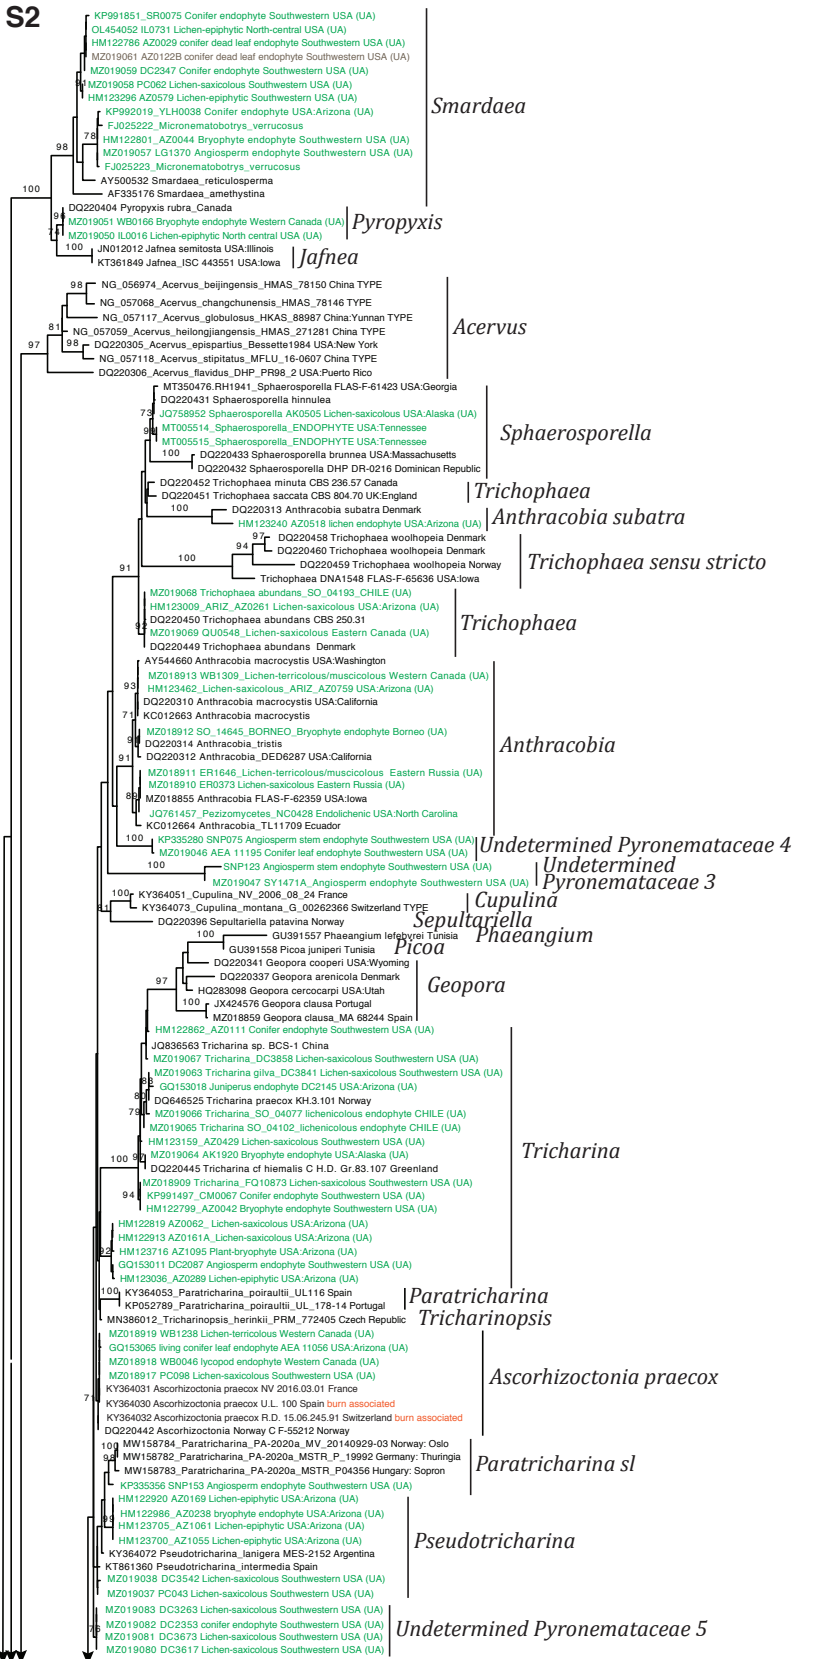 S2
KP991851_SR0075 Conifer endophyte Southwestern USA (UA)
OL454052 IL0731 Lichen-epiphytic North-central USA (UA)
HM122786 AZ0029 conifer dead leaf endophyte Southwestern USA (UA)
MZ019061 AZ0122B conifer dead leaf endophyte Southwestern USA (UA)
MZ019059 DC2347 Conifer endophyte Southwestern USA (UA)
MZ019058 PC062 Lichen-saxicolous Southwestern USA (UA)
HM123296 AZ0579 Lichen-epiphytic Southwestern USA (UA)
Smardaea
KP992019_YLH0038 Conifer endophyte USA:Arizona (UA)
FJ025222_Micronematobotrys_verrucosus
78
HM122801_AZ0044 Bryophyte endophyte Southwestern USA (UA)
MZ019057 LG1370 Angiosperm endophyte Southwestern USA (UA)
98
FJ025223_Micronematobotrys_verrucosus
AY500532 Smardaea_reticulosperma
100
AF335176 Smardaea_amethystina
DQ220404 Pyropyxis rubra_Canada
96
MZ019051 WB0166 Bryophyte endophyte Western Canada (UA)
Pyropyxis
MZ019050 IL0016 Lichen-epiphytic North central USA (UA)
100
JN012012 Jafnea semitosta USA:Illinois
Jafnea
KT361849 Jafnea_ISC 443551 USA:Iowa
98
NG_056974_Acervus_beijingensis_HMAS_78150 China TYPE
NG_057068_Acervus_changchunensis_HMAS_78146 TYPE
NG_057117_Acervus_globulosus_HKAS_88987 China:Yunnan TYPE
81
NG_057059_Acervus_heilongjiangensis_HMAS_271281 China TYPE
Acervus
98
DQ220305_Acervus_epispartius_Bessette1984 USA:New York
97
NG_057118_Acervus_stipitatus_MFLU_16-0607 China TYPE
DQ220306_Acervus_flavidus_DHP_PR98_2 USA:Puerto Rico
MT350476.RH1941_Sphaerosporella FLAS-F-61423 USA:Georgia
DQ220431 Sphaerosporella hinnulea
73
JQ758952 Sphaerosporella AK0505 Lichen-saxicolous USA:Alaska (UA)
MT005514_Sphaerosporella_ENDOPHYTE USA:Tennessee
Sphaerosporella
MT005515_Sphaerosporella_ENDOPHYTE USA:Tennessee
100
DQ220433 Sphaerosporella brunnea USA:Massachusetts
DQ220432 Sphaerosporella DHP DR-0216 Dominican Republic
DQ220452 Trichophaea minuta CBS 236.57 Canada
Trichophaea
DQ220451 Trichophaea saccata CBS 804.70 UK:England
100
DQ220313 Anthracobia subatra Denmark
Anthracobia subatra
HM123240 AZ0518 lichen endophyte USA:Arizona (UA)
97
DQ220458 Trichophaea woolhopeia Denmark
94
DQ220460 Trichophaea woolhopeia Denmark
100
DQ220459 Trichophaea woolhopeia Norway
Trichophaea sensu stricto
91
Trichophaea DNA1548 FLAS-F-65636 USA:Iowa
MZ019068 Trichophaea abundans_SO_04193_CHILE (UA)
HM123009_ARIZ_AZ0261 Lichen-saxicolous USA:Arizona (UA)
DQ220450 Trichophaea abundans CBS 250.31
Trichophaea
92
MZ019069 QU0548_Lichen-saxicolous Eastern Canada (UA)
DQ220449 Trichophaea abundans Denmark
AY544660 Anthracobia macrocystis USA:Washington
MZ018913 WB1309_Lichen-terricolous/muscicolous Western Canada (UA)
93
HM123462_Lichen-saxicolous_ARIZ_AZ0759 USA:Arizona (UA)
DQ220310 Anthracobia macrocystis USA:California
71
KC012663 Anthracobia macrocystis
MZ018912 SO_14645_BORNEO_Bryophyte endophyte Borneo (UA)
DQ220314 Anthracobia_tristis
Anthracobia
91
DQ220312 Anthracobia_DED6287 USA:California
MZ018911 ER1646_Lichen-terricolous/muscicolous Eastern Russia (UA)
MZ018910 ER0373 Lichen-saxicolous Eastern Russia (UA)
MZ018855 Anthracobia FLAS-F-62359 USA:Iowa
JQ761457_Pezizomycetes_NC0428 Endolichenic USA:North Carolina
KC012664 Anthracobia_TL11709 Ecuador
100
KP335280 SNP075 Angiosperm stem endophyte Southwestern USA (UA)
Undetermined Pyronemataceae 4
MZ019046 AEA 11195 Conifer leaf endophyte Southwestern USA (UA)
100
SNP123 Angiosperm stem endophyte Southwestern USA (UA)
Undetermined
Pyronemataceae 3
MZ019047 SY1471A_Angiosperm endophyte Southwestern USA (UA)
100
KY364051_Cupulina_NV_2006_08_24 France
Cupulina
KY364073_Cupulina_montana_G_00262366 Switzerland TYPE
DQ220396 Sepultariella patavina Norway
Sepultariella
100
GU391557 Phaeangium lefebvrei Tunisia
Phaeangium
GU391558 Picoa juniperi Tunisia
Picoa
DQ220341 Geopora cooperi USA:Wyoming
97
DQ220337 Geopora arenicola Denmark
Geopora
HQ283098 Geopora cercocarpi USA:Utah
100
JX424576 Geopora clausa Portugal
MZ018859 Geopora clausa_MA 68244 Spain
HM122862_AZ0111 Conifer endophyte Southwestern USA (UA)
JQ836563 Tricharina sp. BCS-1 China
MZ019067 Tricharina_DC3858 Lichen-saxicolous Southwestern USA (UA)
MZ019063 Tricharina gilva_DC3841 Lichen-saxicolous Southwestern USA (UA)
GQ153018 Juniperus endophyte DC2145 USA:Arizona (UA)
DQ646525 Tricharina praecox KH.3.101 Norway
79
MZ019066 Tricharina_SO_04077 lichenicolous endophyte CHILE (UA)
MZ019065 Tricharina SO_04102_lichenicolous endophyte CHILE (UA)
HM123159_AZ0429 Lichen-saxicolous Southwestern USA (UA)
Tricharina
100
MZ019064 AK1920 Bryophyte endophyte USA:Alaska (UA)
DQ220445 Tricharina cf hiemalis C H.D. Gr.83.107 Greenland
MZ018909 Tricharina_FQ10873 Lichen-saxicolous Southwestern USA (UA)
94
KP991497_CM0067 Conifer endophyte Southwestern USA (UA)
HM122799_AZ0042 Bryophyte endophyte Southwestern USA (UA)
HM122819 AZ0062_ Lichen-saxicolous USA:Arizona (UA)
HM122913 AZ0161A_Lichen-saxicolous USA:Arizona (UA)
92
HM123716 AZ1095 Plant-bryophyte USA:Arizona (UA)
GQ153011 DC2087 Angiosperm endophyte Southwestern USA (UA)
HM123036_AZ0289 Lichen-epiphytic USA:Arizona (UA)
100
KY364053_Paratricharina_poiraultii_UL116 Spain
Paratricharina
KP052789_Paratricharina_poiraultii_UL_178-14 Portugal
MN386012_Tricharinopsis_herinkii_PRM_772405 Czech Republic
Tricharinopsis
MZ018919 WB1238 Lichen-terricolous Western Canada (UA)
GQ153065 living conifer leaf endophyte AEA 11056 USA:Arizona (UA)
MZ018918 WB0046 lycopod endophyte Western Canada (UA)
MZ018917 PC098 Lichen-saxicolous Southwestern USA (UA)
Ascorhizoctonia praecox
71
KY364031 Ascorhizoctonia praecox NV 2016.03.01 France
KY364030 Ascorhizoctonia praecox U.L. 100 Spain burn associated
KY364032 Ascorhizoctonia praecox R.D. 15.06.245.91 Switzerland burn associated
DQ220442 Ascorhizoctonia Norway C F-55212 Norway
100
MW158784_Paratricharina_PA-2020a_MV_20140929-03 Norway: Oslo
98
MW158782_Paratricharina_PA-2020a_MSTR_P_19992 Germany: Thuringia
Paratricharina sl
MW158783_Paratricharina_PA-2020a_MSTR_P04356 Hungary: Sopron
KP335356 SNP153 Angiosperm endophyte Southwestern USA (UA)
HM122920 AZ0169 Lichen-epiphytic USA:Arizona (UA)
99
HM122986_AZ0238 bryophyte endophyte USA:Arizona (UA)
HM123705_AZ1061 Lichen-epiphytic USA:Arizona (UA)
HM123700_AZ1055 Lichen-epiphytic USA:Arizona (UA)
Pseudotricharina
KY364072 Pseudotricharina_lanigera MES-2152 Argentina
KT861360 Pseudotricharina_intermedia Spain
MZ019038 DC3542 Lichen-saxicolous Southwestern USA (UA)
MZ019037 PC043 Lichen-saxicolous Southwestern USA (UA)
MZ019083 DC3263 Lichen-saxicolous Southwestern USA (UA)
MZ019082 DC2353 conifer endophyte Southwestern USA (UA)
Undetermined Pyronemataceae 5
MZ019081 DC3673 Lichen-saxicolous Southwestern USA (UA)
MZ019080 DC3617 Lichen-saxicolous Southwestern USA (UA)